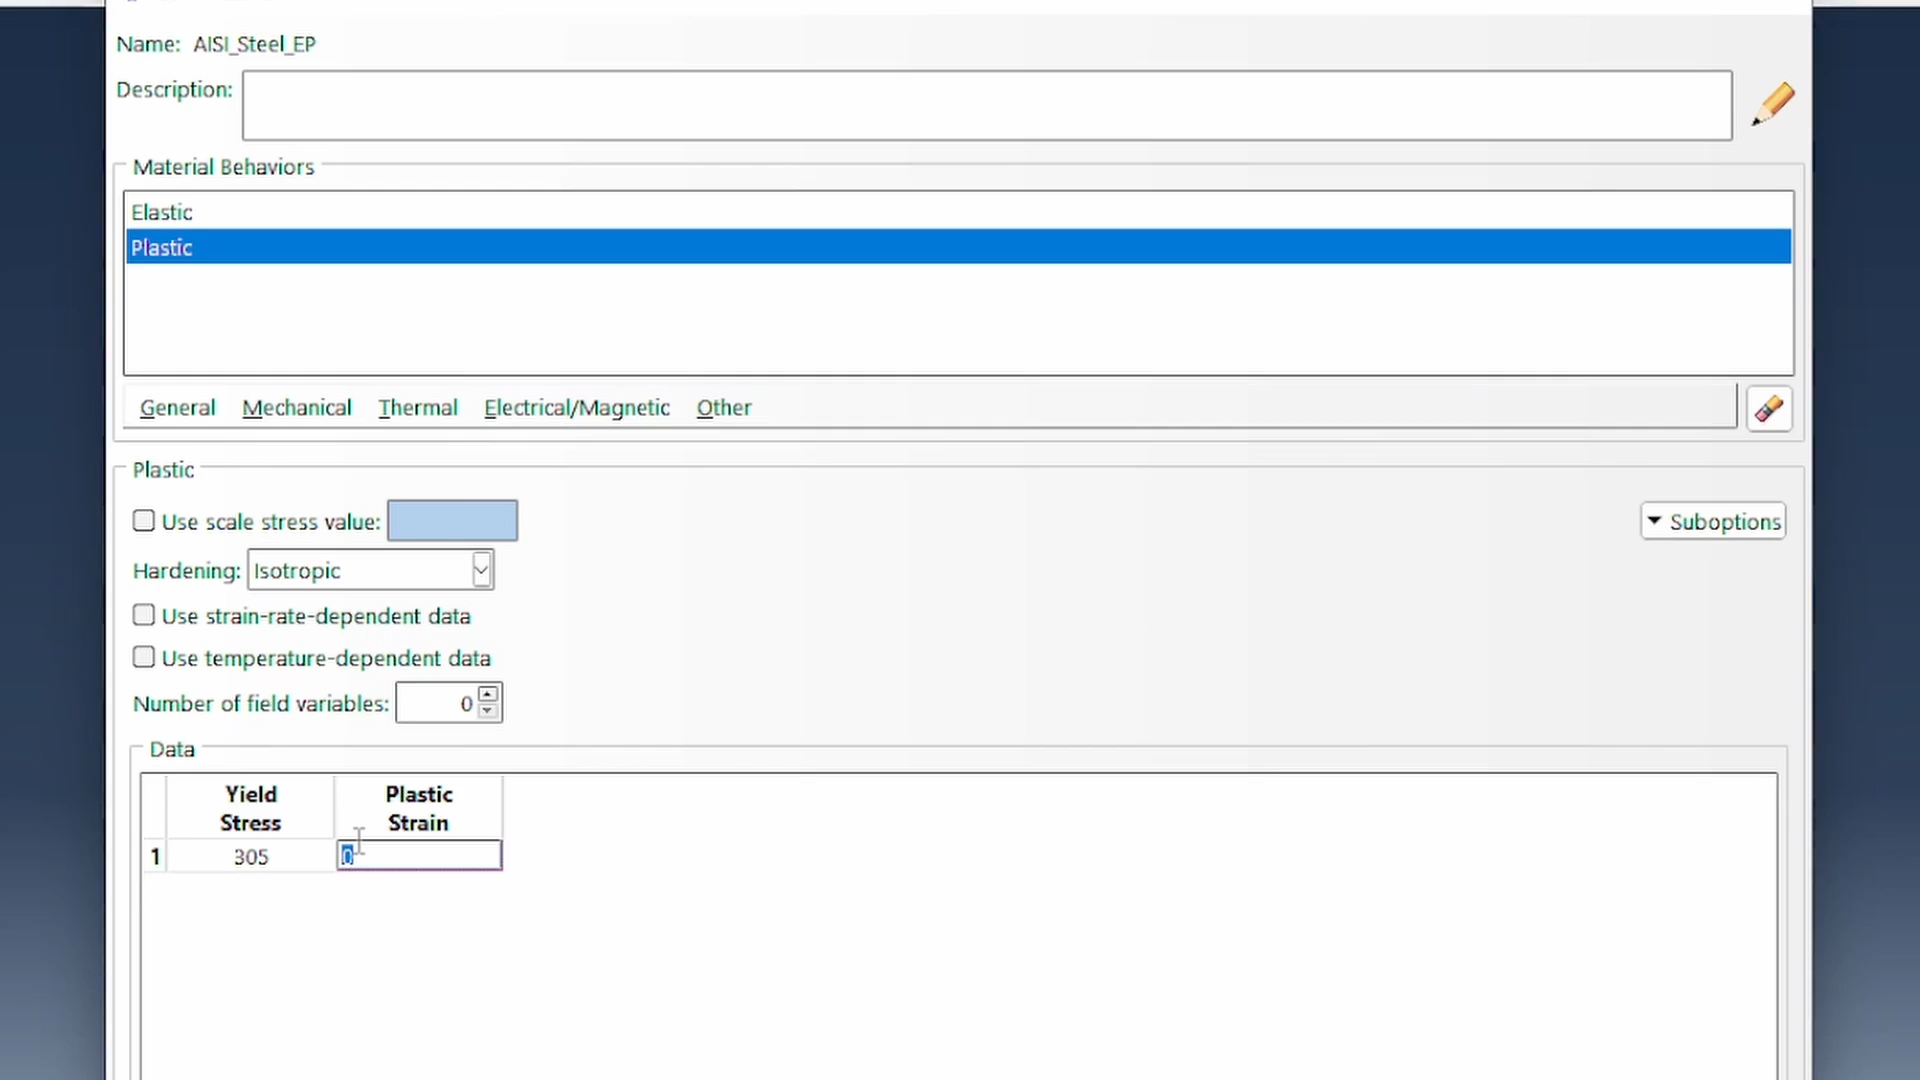 Name: AISI_Steel_EP
Description:
Material Behaviors
Elastic
Plastic
General Mechanical Thermal Electrical/Magnetic Other
Plastic
Use scale stress value:
Suboptions
Hardening: Isotropic
Use strain-rate-dependent data
Use temperature-dependent data
Number of field variables: 0
Data
Yield Stress
Plastic Strain
1 305 0